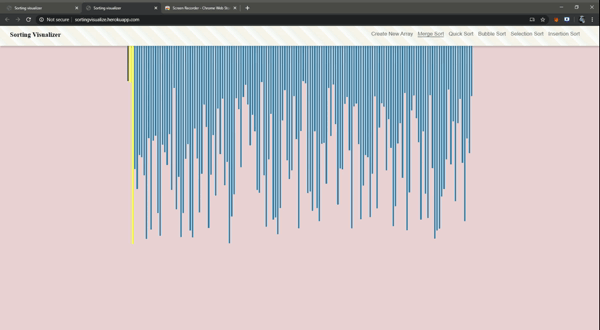 Sorting visualizer
Sorting visualizer
Screen Recorder - Chrome Web St
Not secure | sortingvisualize.herokuapp.com
Sorting Visualizer
Create New Array
Merge Sort
Quick Sort
Bubble Sort
Selection Sort
Insertion Sort